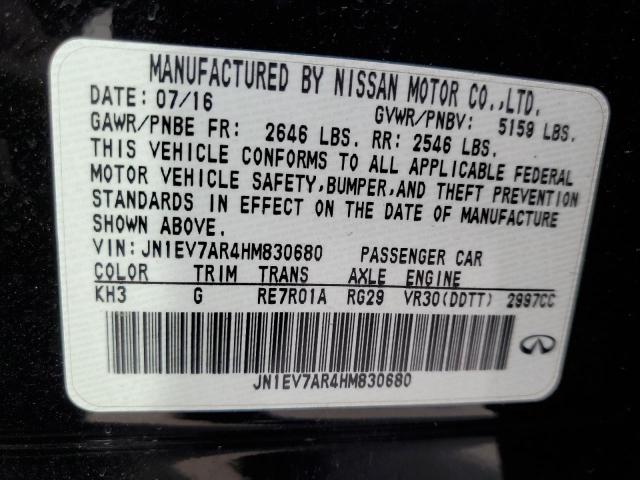 MANUFACTURED BY NISSAN MOTOR CO.,LTD.
DATE: 07/16 GVWR/PNBV: 5159 LBS.
GAWR/PNBE FR: 2646 LBS. RR: 2546 LBS.
THIS VEHICLE CONFORMS TO ALL APPLICABLE FEDERAL
MOTOR VEHICLE SAFETY,BUMPER,AND THEFT PREVENTION
STANDARDS IN EFFECT ON THE DATE OF MANUFACTURE
SHOWN ABOVE.
VIN: JN1EV7AR4HM830680 PASSENGER CAR
COLOR TRIM TRANS AXLE ENGINE
KH3 G RE7R01A RG29 VR30(DDTT) 2997CC
JN1EV7AR4HM830680